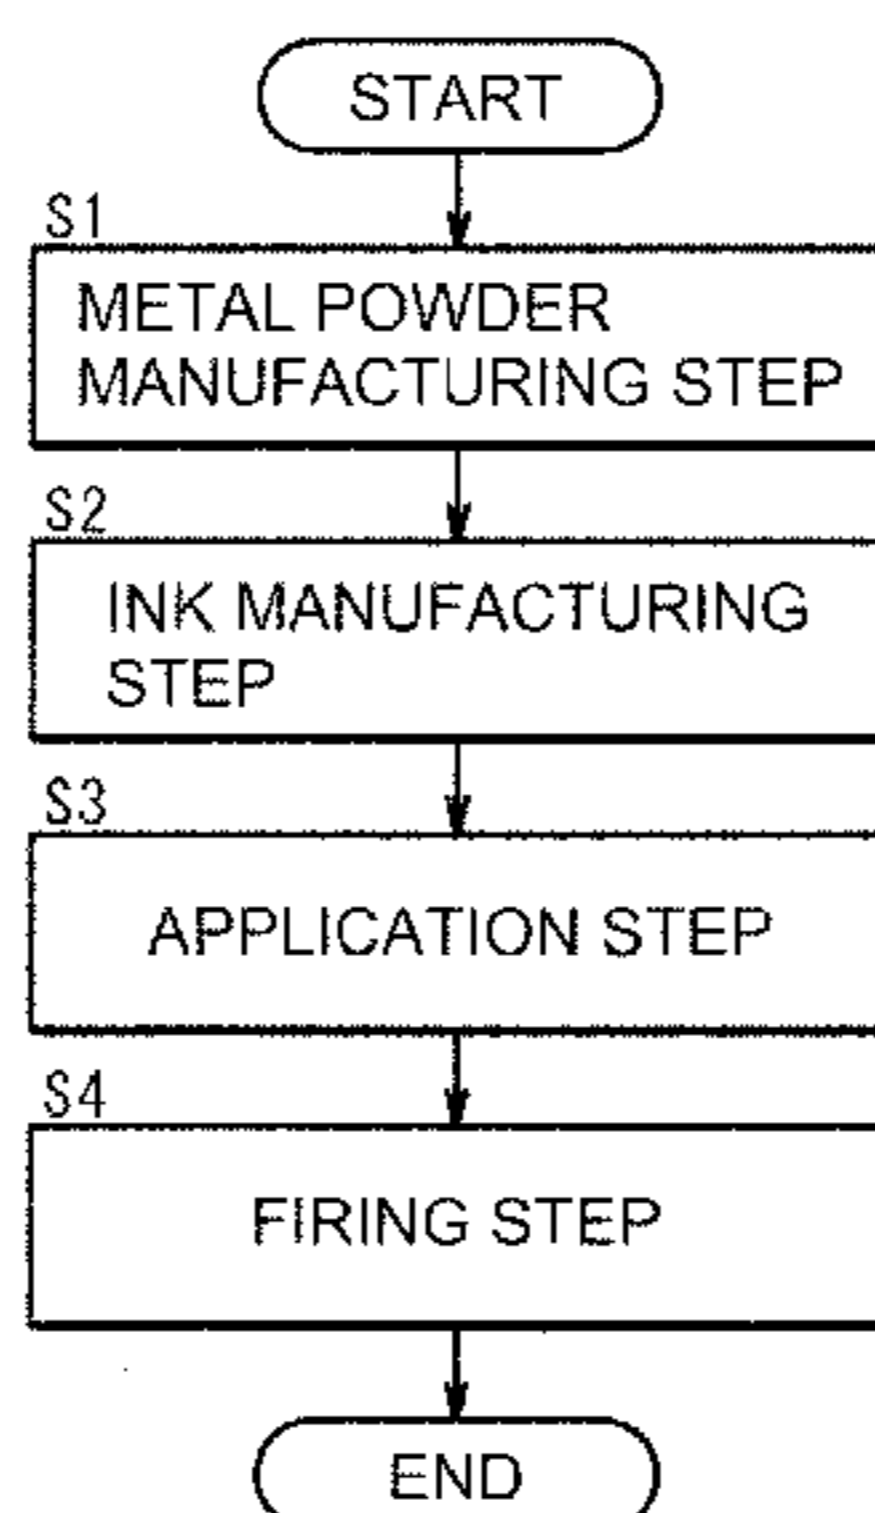 START
S1
METAL POWDER
MANUFACTURING STEP
S2
INK MANUFACTURING
STEP
S3
APPLICATION STEP
S4
FIRING STEP
END